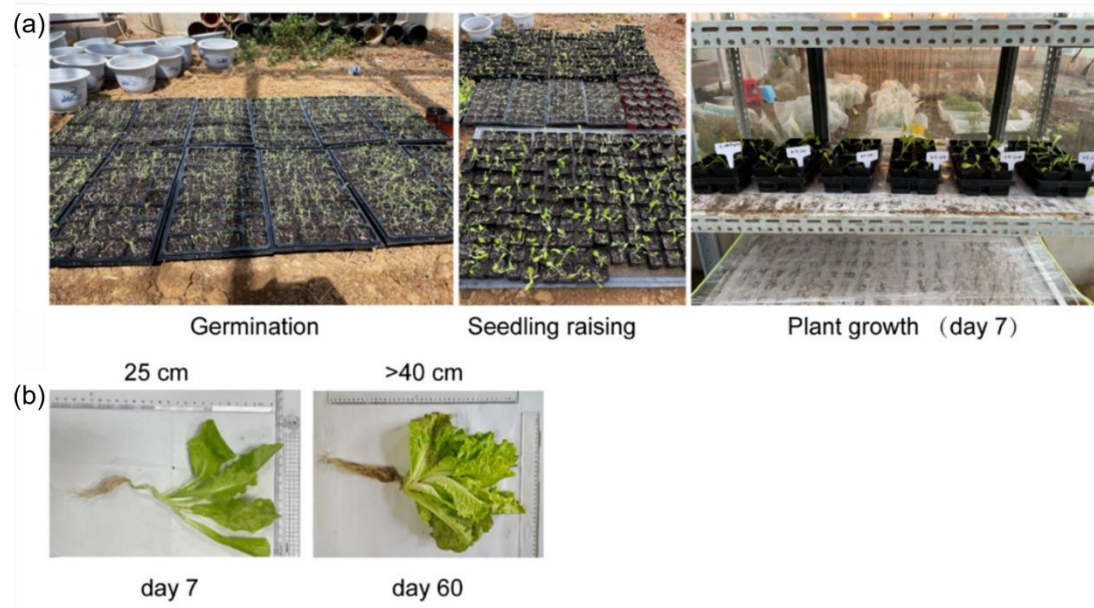 (a)
Germination
Seedling raising
Plant growth （day 7）
25 cm
>40 cm
(b)
day 7
day 60